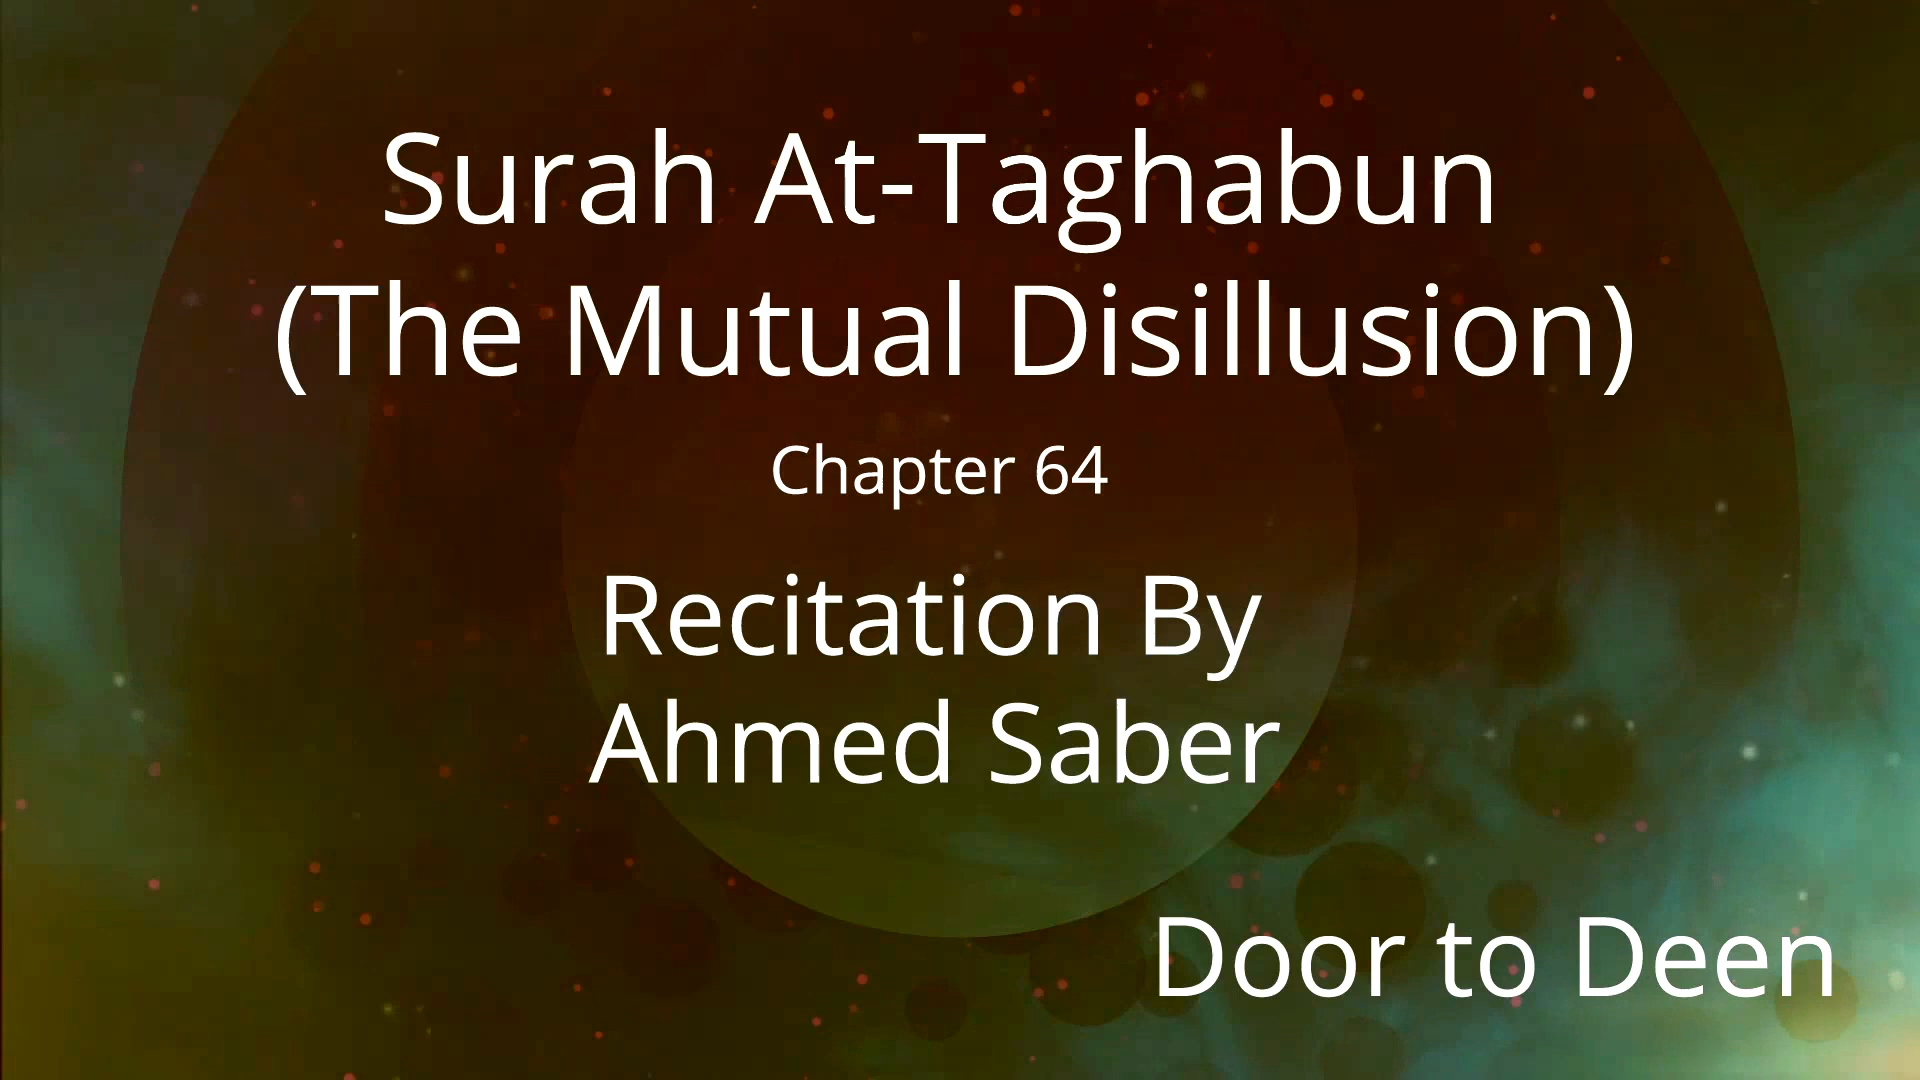 Surah At-Taghabun
(The Mutual Disillusion)
Chapter 64
Recitation By
Ahmed Saber
Door to Deen